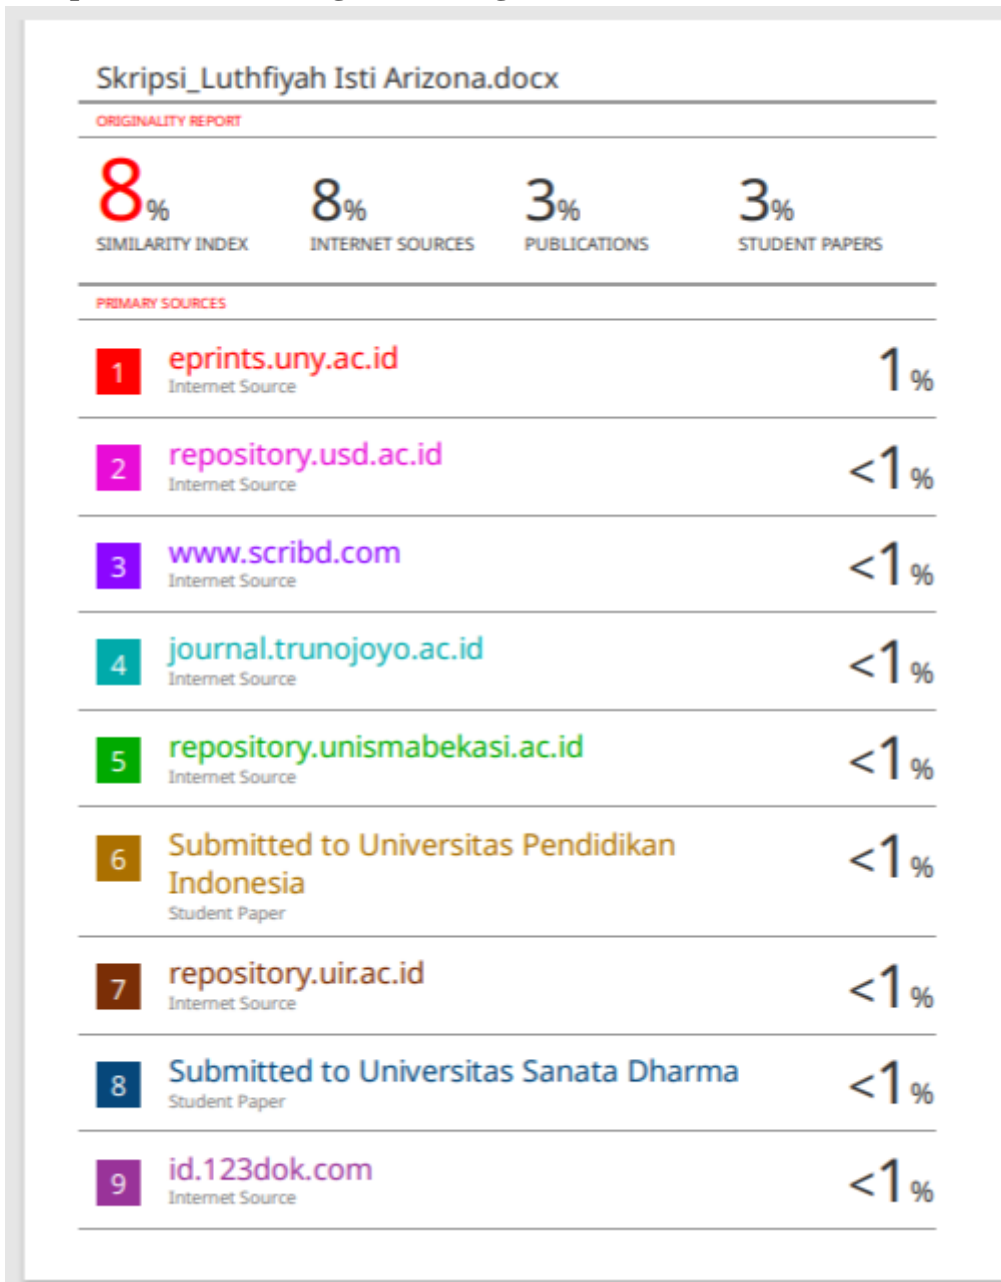 Skripsi_Luthfiyah Isti Arizona.docx
ORIGINALITY REPORT
8% 8% 3% 3%
SIMILARITY INDEX INTERNET SOURCES PUBLICATIONS STUDENT PAPERS
PRIMARY SOURCES
1 eprints.uny.ac.id 1%
Internet Source
2 repository.usd.ac.id <1%
Internet Source
3 www.scribd.com <1%
Internet Source
4 journal.trunojoyo.ac.id <1%
Internet Source
5 repository.unismabekasi.ac.id <1%
Internet Source
6 Submitted to Universitas Pendidikan <1%
Indonesia
Student Paper
7 repository.uir.ac.id <1%
Internet Source
8 Submitted to Universitas Sanata Dharma <1%
Student Paper
9 id.123dok.com <1%
Internet Source